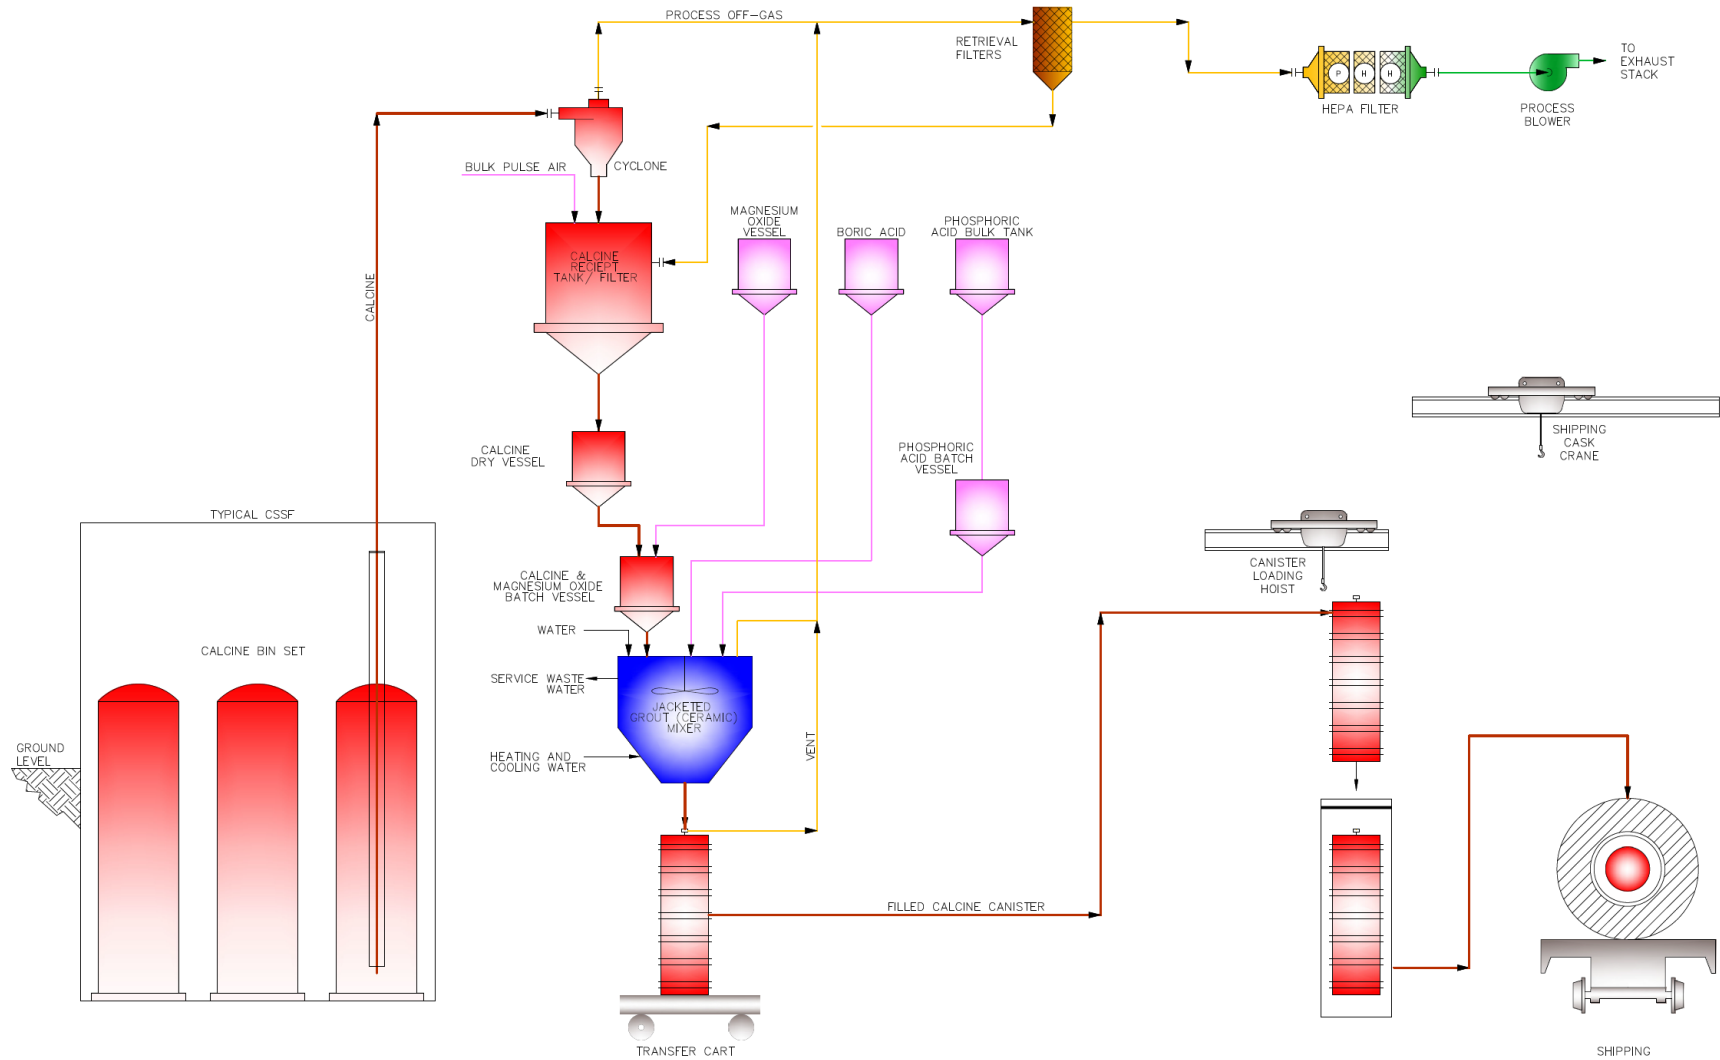 PROCESS OFF-GAS
RETRIEVAL
FILTERS
TO
EXHAUST
STACK
P
H
H
HEPA FILTER
PROCESS
BLOWER
CYCLONE
BULK PULSE AIR
CALCINE
MAGNESIUM
OXIDE
VESSEL
BORIC ACID
PHOSPHORIC
ACID BULK TANK
CALCINE
RECIEPT
TANK/ FILTER
CALCINE
DRY VESSEL
PHOSPHORIC
ACID BATCH
VESSEL
SHIPPING
CASK
CRANE
TYPICAL CSSF
CALCINE &
MAGNESIUM OXIDE
BATCH VESSEL
CANISTER
LOADING
HOIST
WATER
CALCINE BIN SET
SERVICE WASTE
WATER
JACKETED
GROUT (CERAMIC)
MIXER
GROUND
LEVEL
HEATING AND
COOLING WATER
VENT
FILLED CALCINE CANISTER
TRANSFER CART
SHIPPING